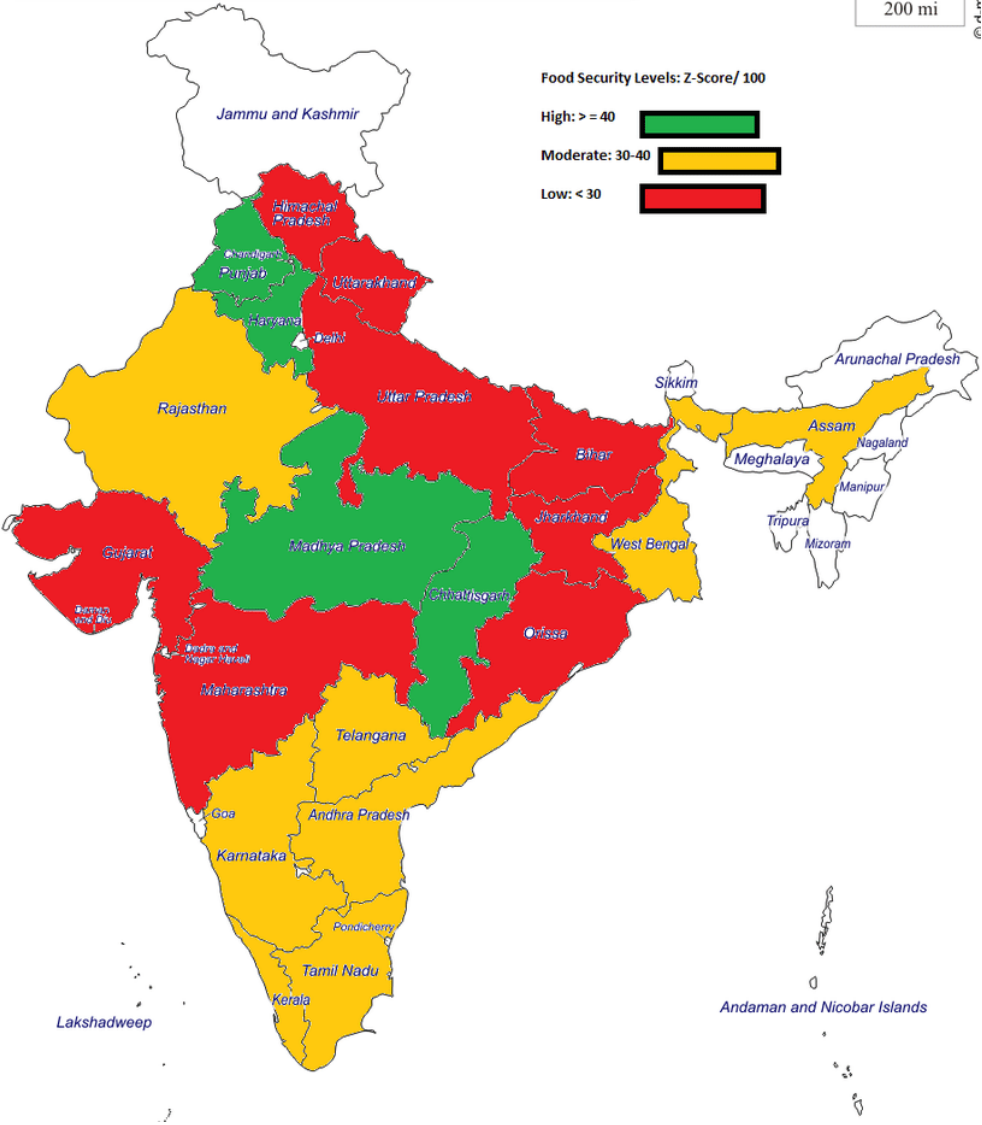 200 mi
Food Security Levels: Z-Score/ 100
High: > = 40
Moderate: 30-40
Low: < 30
Jammu and Kashmir
Himachal
Pradesh
Chandigarh
Punjab
Uttarakhand
Haryana
Delhi
Arunachal Pradesh
Sikkim
Uttar Pradesh
Rajasthan
Assam
Nagaland
Bihar
Meghalaya
Manipur
Jharkhand
Tripura
Mizoram
West Bengal
Madhya Pradesh
Gujarat
Chhattisgarh
Daman
and Diu
Orissa
Dadra and
Nagar Haveli
Maharashtra
Telangana
Goa
Andhra Pradesh
Karnataka
Pondicherry
Tamil Nadu
Kerala
Andaman and Nicobar Islands
Lakshadweep